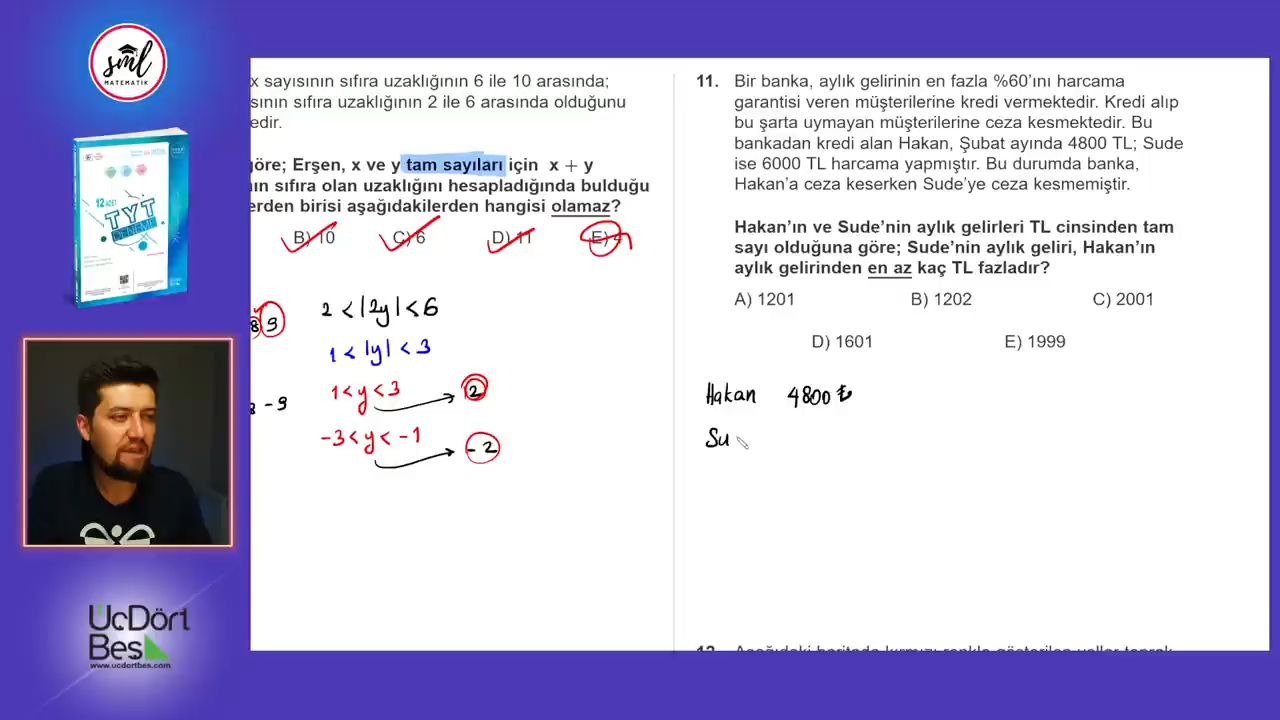 sml
MATEMATİK
12 ADET
TYT
DENEME
ÜçDört
Beş
www.ucdortbes.com
x sayısının sıfıra uzaklığının 6 ile 10 arasında;
sının sıfıra uzaklığının 2 ile 6 arasında olduğunu
edir.
göre; Erşen, x ve y tam sayıları için x + y
nın sıfıra olan uzaklığını hesapladığında bulduğu
erden birisi aşağıdakilerden hangisi olamaz?
B) 10 C) 6 D) 11 E) 4
8 9
8 -9
2 < |2y| < 6
1 < |y| < 3
1 < y < 3 2
-3 < y < -1 -2
11. Bir banka, aylık gelirinin en fazla %60'ını harcama
garantisi veren müşterilerine kredi vermektedir. Kredi alıp
bu şarta uymayan müşterilerine ceza kesmektedir. Bu
bankadan kredi alan Hakan, Şubat ayında 4800 TL; Sude
ise 6000 TL harcama yapmıştır. Bu durumda banka,
Hakan'a ceza keserken Sude'ye ceza kesmemiştir.
Hakan'ın ve Sude'nin aylık gelirleri TL cinsinden tam
sayı olduğuna göre; Sude'nin aylık geliri, Hakan'ın
aylık gelirinden en az kaç TL fazladır?
A) 1201 B) 1202 C) 2001
D) 1601 E) 1999
Hakan 4800 ₺
Su